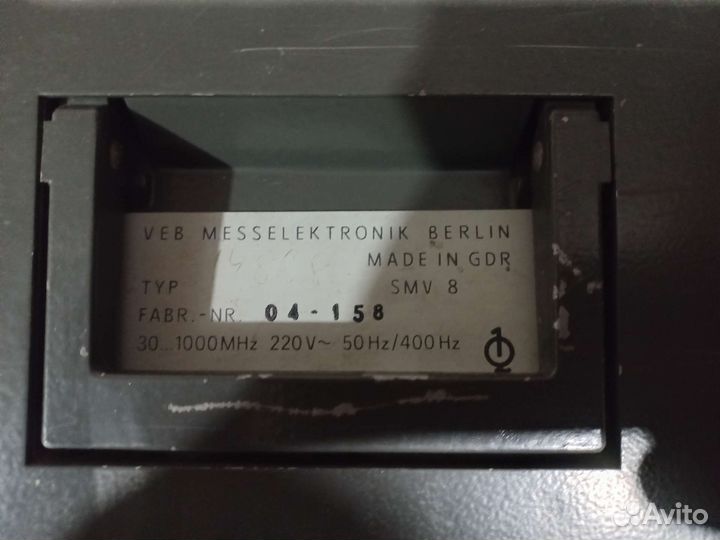 VEB MESSELEKTRONIK BERLIN
MADE IN GDR
TYP SMV 8
FABR.-NR. 04-158
30...1000MHz 220V~ 50Hz/400Hz
Avito